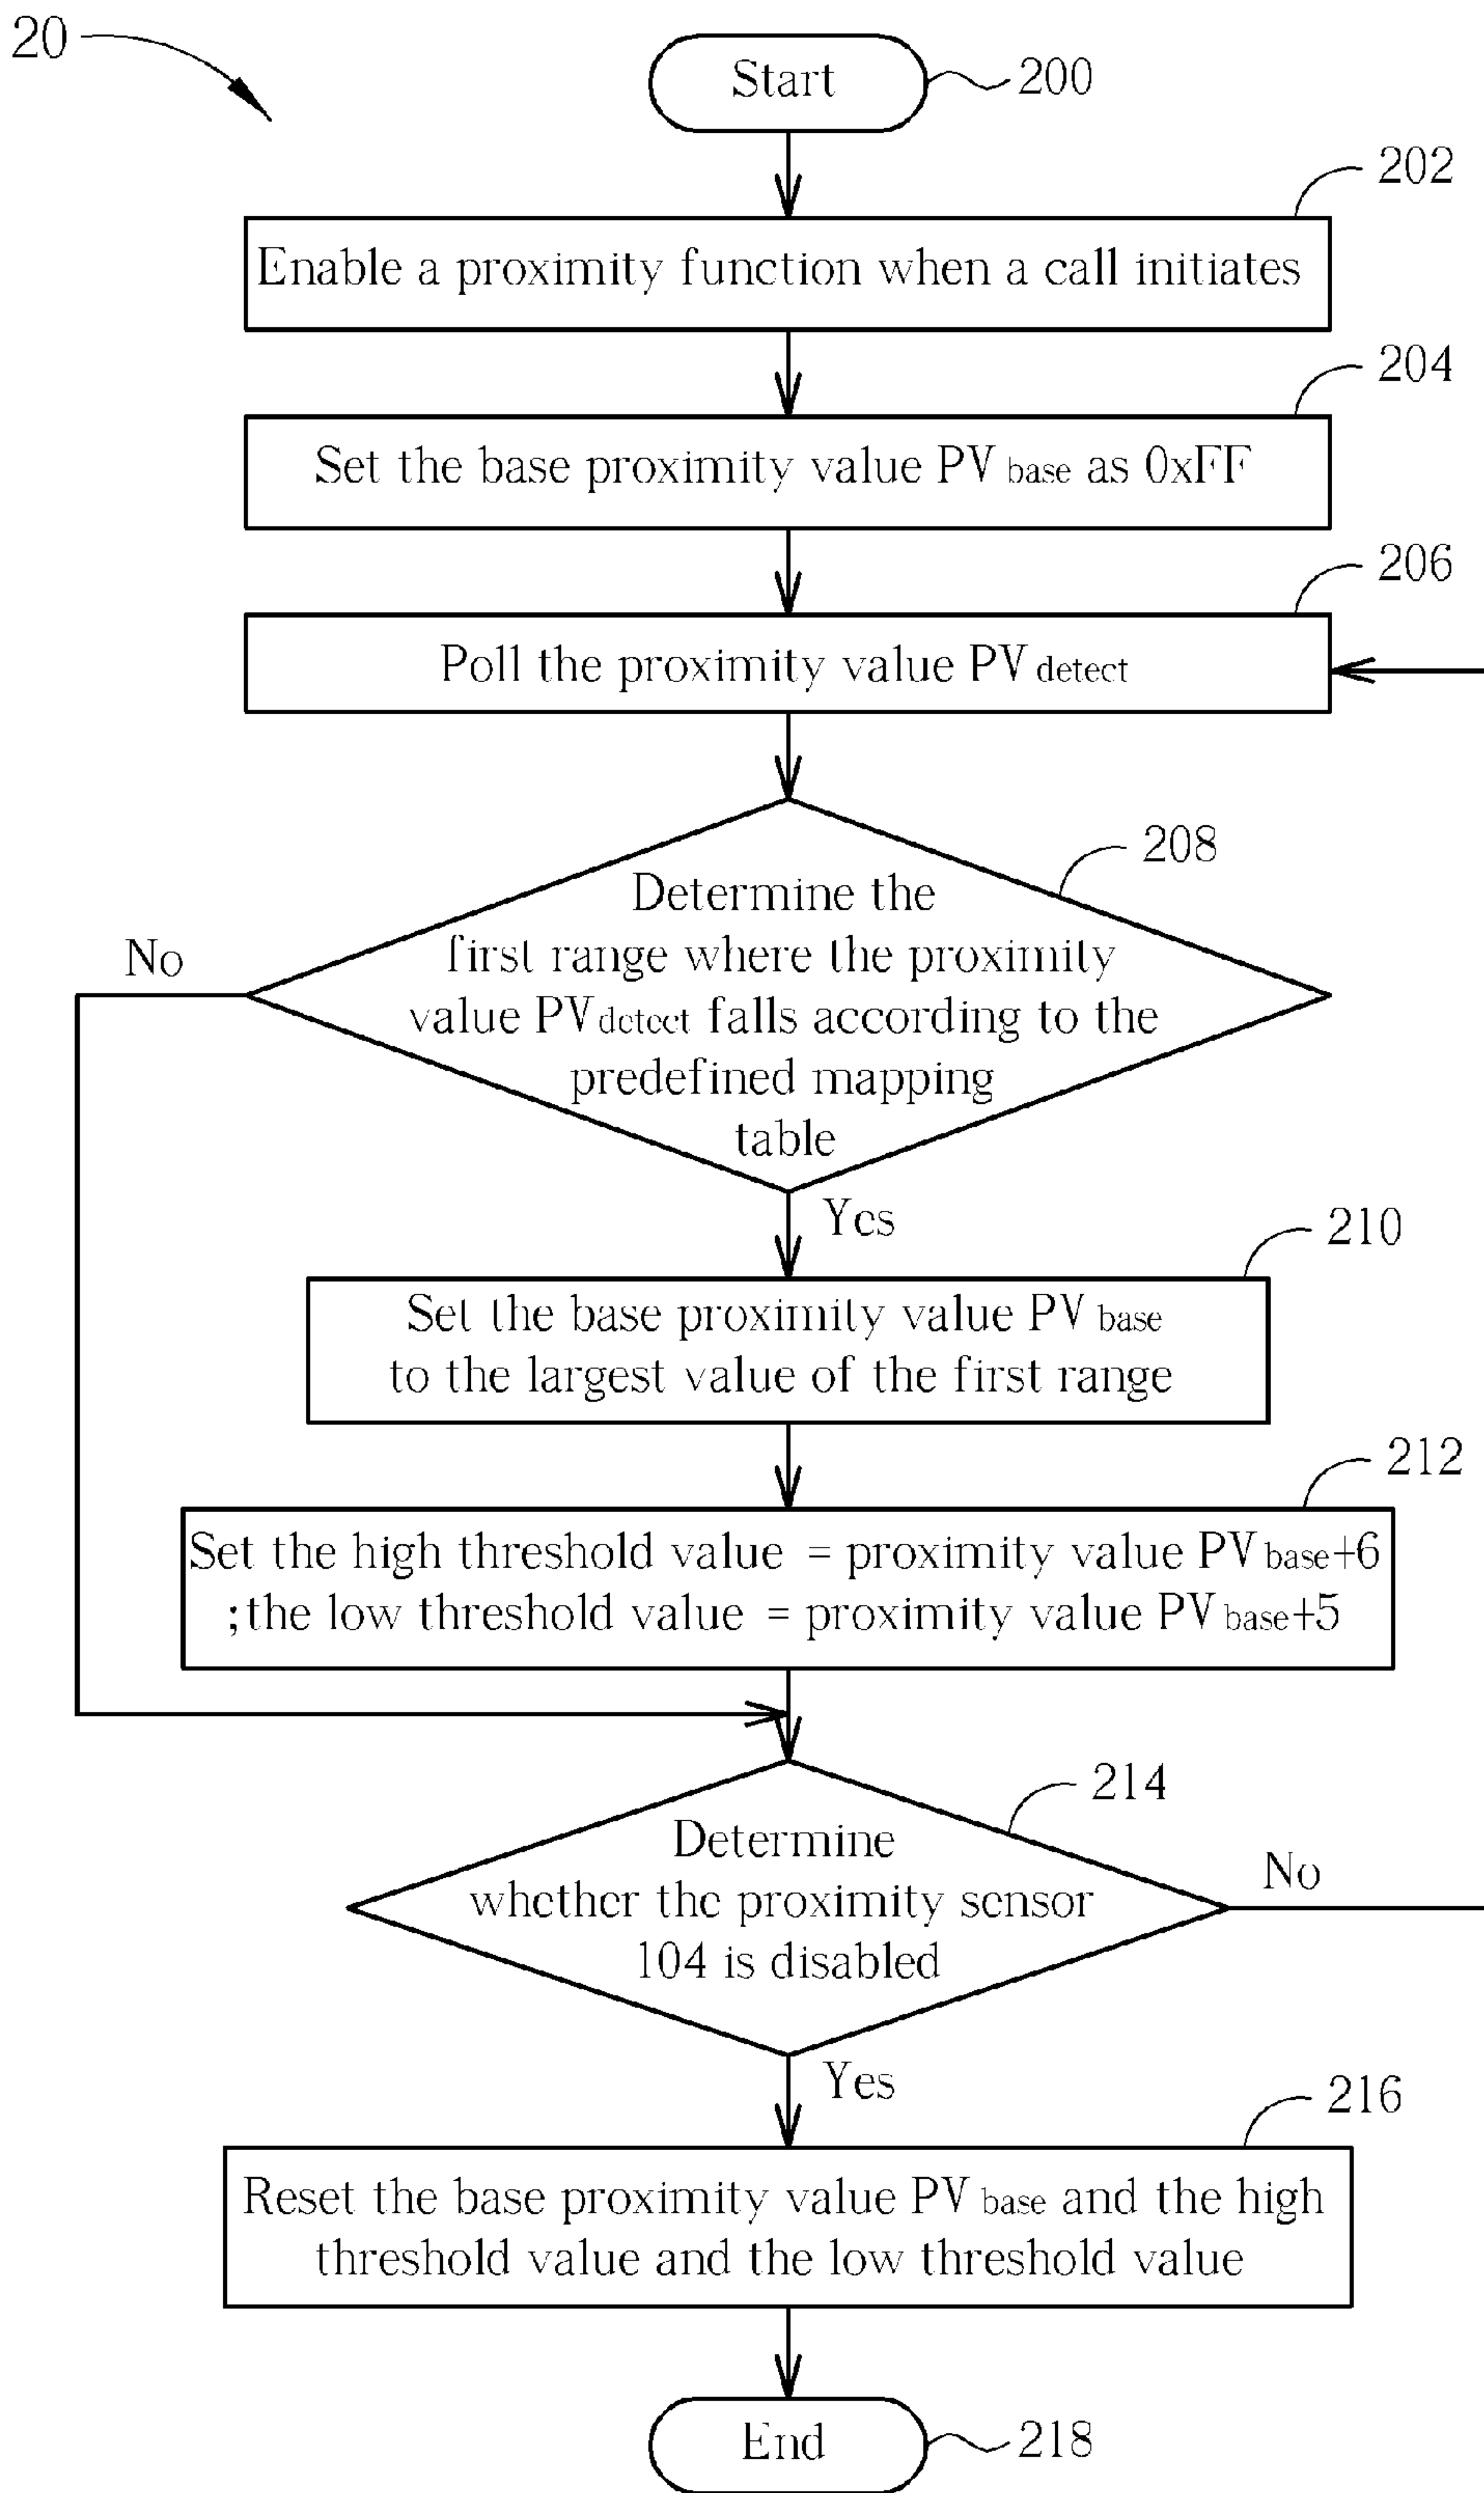 20
Start
200
202
Enable a proximity function when a call initiates
204
Set the base proximity value PV base as 0xFF
206
Poll the proximity value PV detect
208
Determine the
first range where the proximity
value PV detect falls according to the
predefined mapping
table
No
Yes
210
Set the base proximity value PV base
to the largest value of the first range
212
Set the high threshold value = proximity value PV base+6
;the low threshold value = proximity value PV base+5
214
Determine
whether the proximity sensor
104 is disabled
No
Yes
216
Reset the base proximity value PV base and the high
threshold value and the low threshold value
End
218